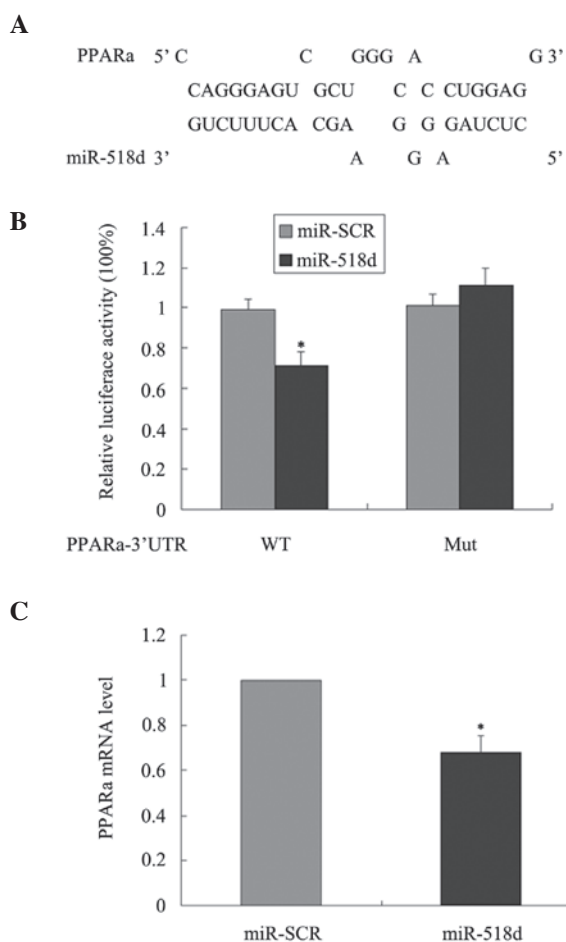 A
PPARa 5’ C C GGG A G 3’
CAGGGAGU GCU C C CUGGAG
GUCUUUCA CGA G G GAUCUC
miR-518d 3’ A G A 5’
B
Relative luciferace activity (100%)
1.4
1.2
1
0.8
0.6
0.4
0.2
0
miR-SCR
miR-518d
*
PPARa-3’UTR WT Mut
C
PPARa mRNA level
1.2
1
0.8
0.6
0.4
0.2
0
*
miR-SCR miR-518d